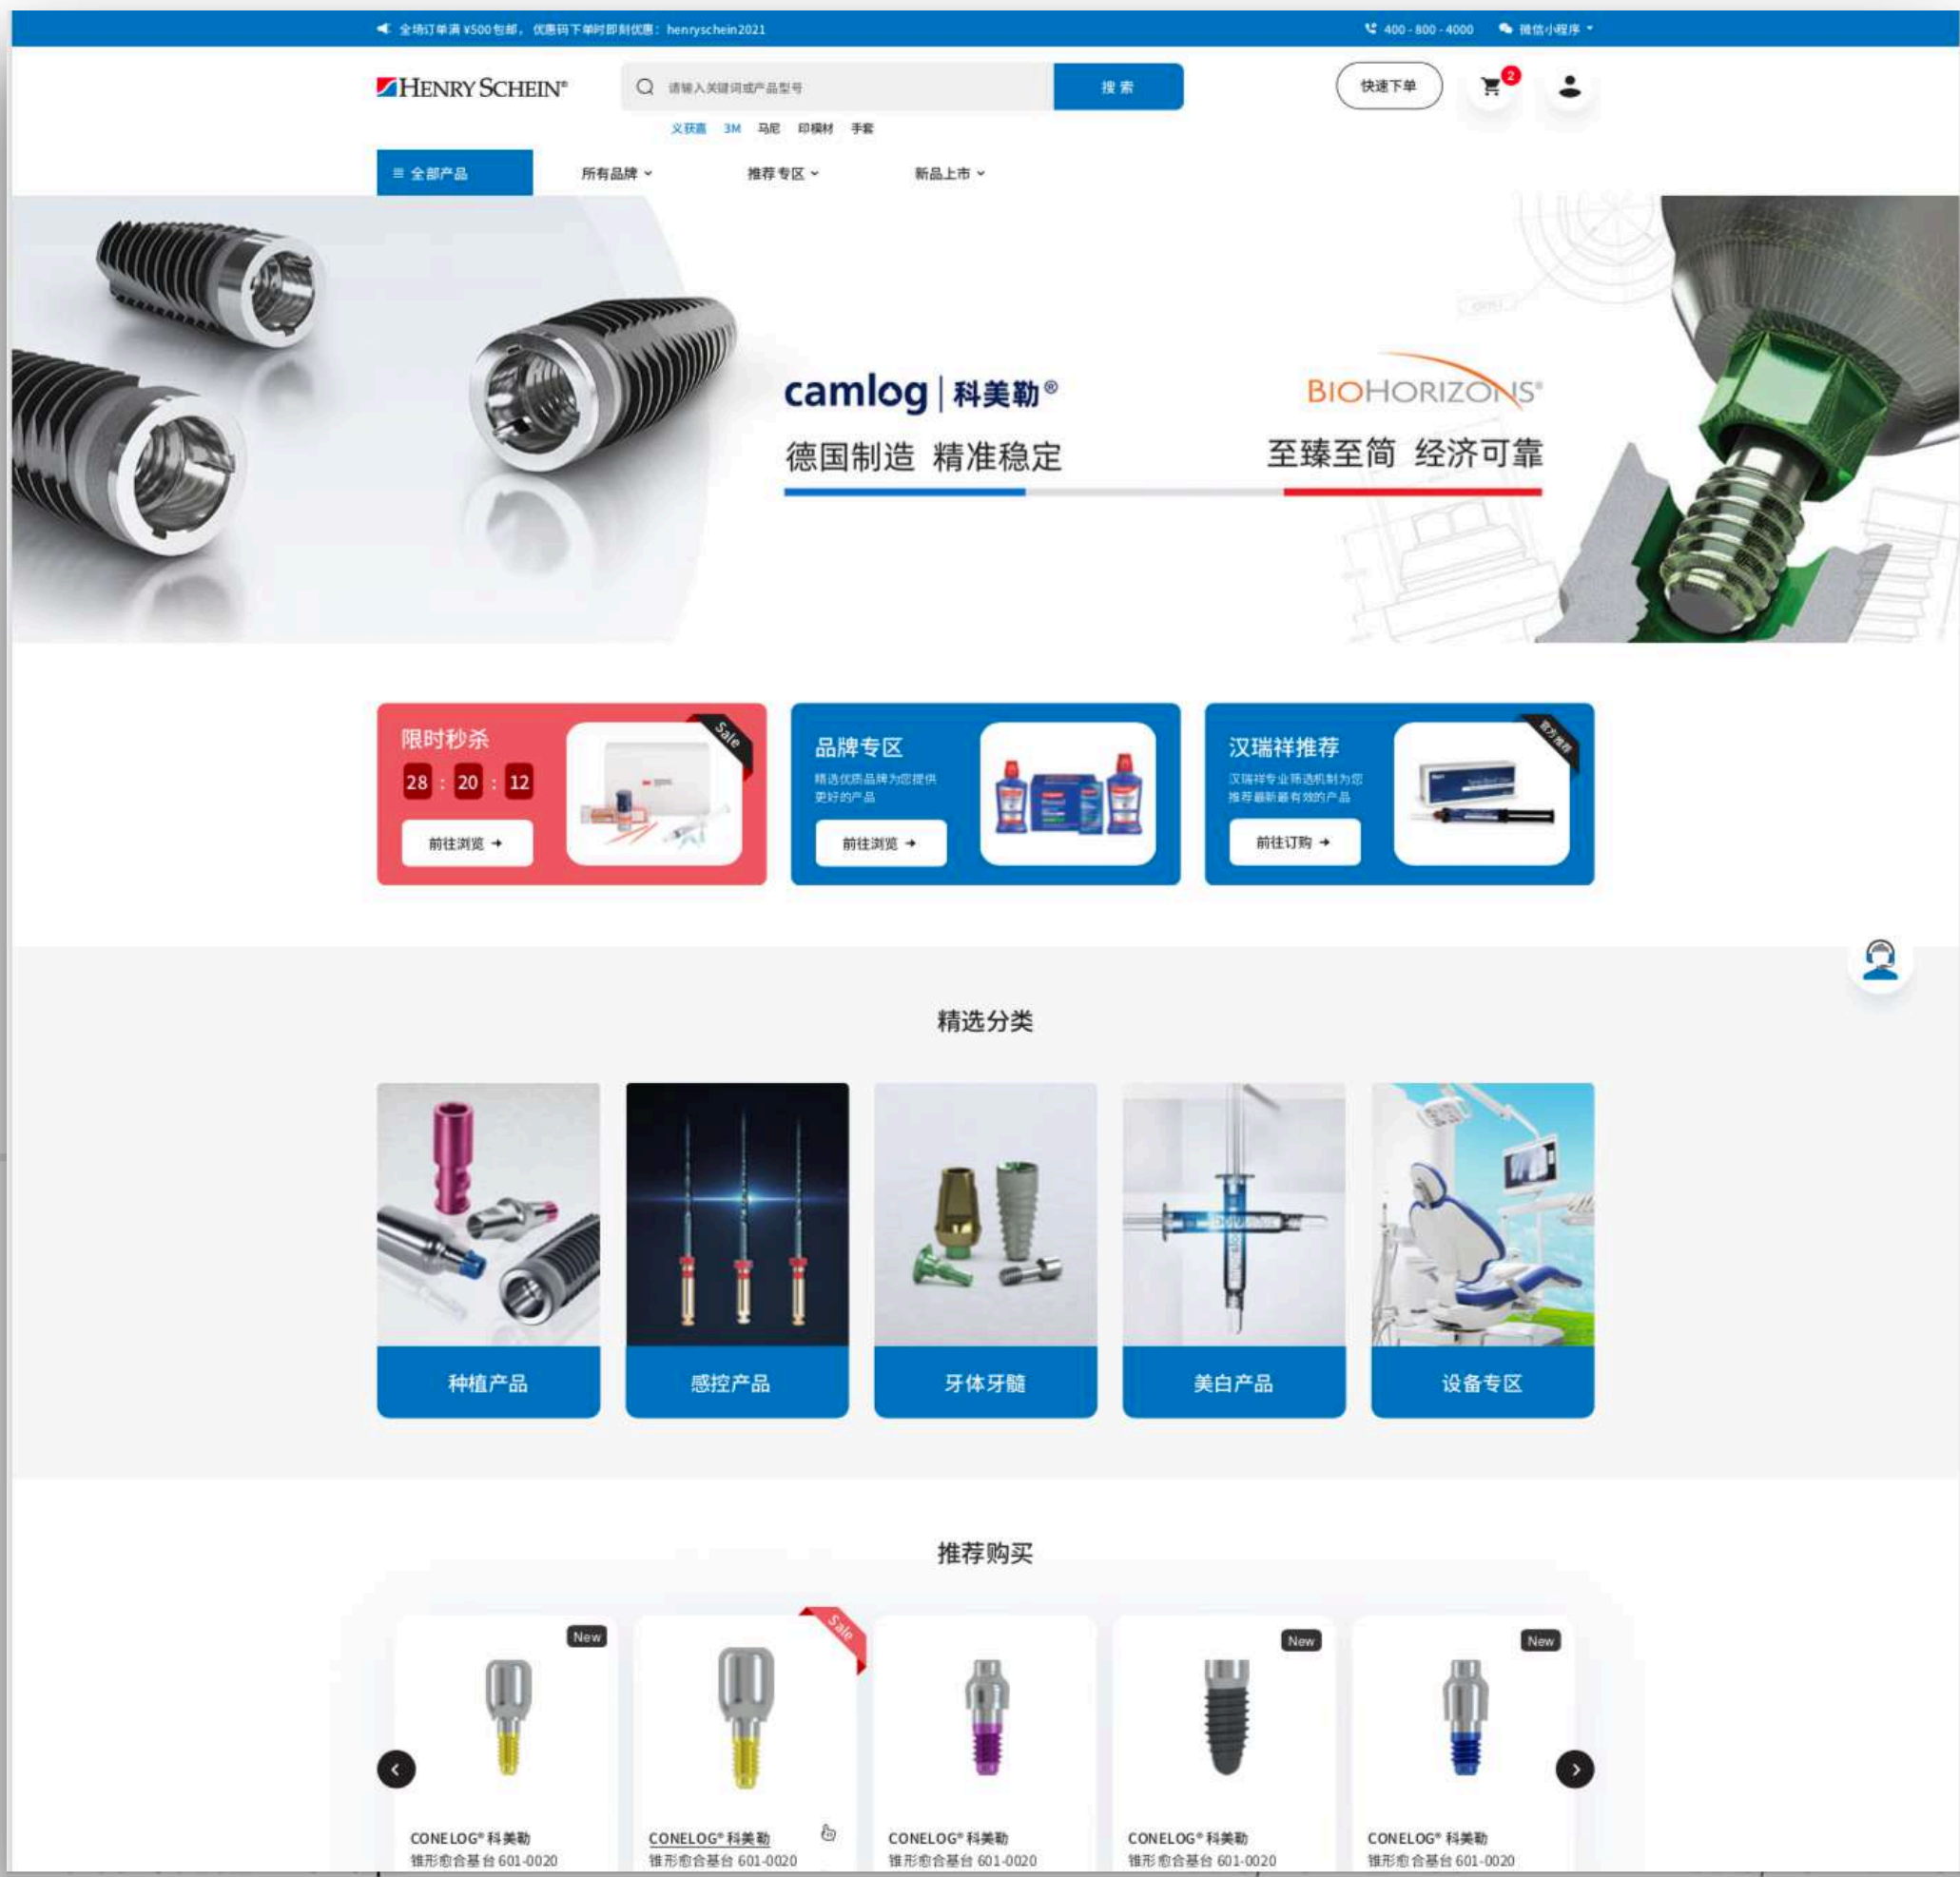 全场订单满 ¥500包邮，优惠码下单时即刻优惠：henryschein2021
400-800-4000
微信小程序
HENRY SCHEIN®
请输入关键词或产品型号
搜索
快速下单
2
义获嘉 3M 马尼 印模材 手套
全部产品
所有品牌
推荐专区
新品上市
camlog | 科美勒®
德国制造 精准稳定
BIOHORIZONS®
至臻至简 经济可靠
限时秒杀
28 : 20 : 12
前往浏览
Sale
品牌专区
精选优质品牌为您提供
更好的产品
前往浏览
汉瑞祥推荐
汉瑞祥专业筛选机制为您
推荐最新最有效的产品
前往订购
官方推荐
精选分类
种植产品
感控产品
牙体牙髓
美白产品
设备专区
推荐购买
New
Sale
New
New
CONELOG® 科美勒
锥形愈合基台 601-0020
CONELOG® 科美勒
锥形愈合基台 601-0020
CONELOG® 科美勒
锥形愈合基台 601-0020
CONELOG® 科美勒
锥形愈合基台 601-0020
CONELOG® 科美勒
锥形愈合基台 601-0020